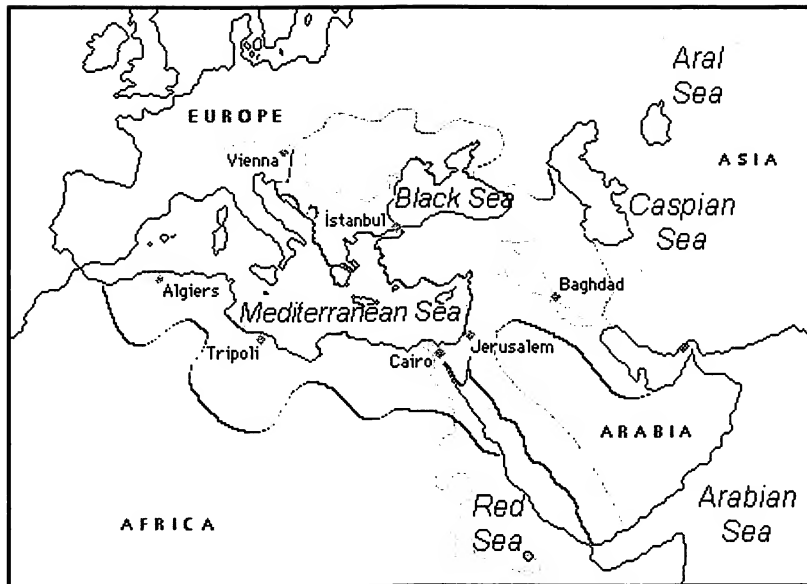 Aral
Sea
EUROPE
ASIA
Vienna
Black Sea
İstanbul
Caspian
Sea
Baghdad
Algiers
Mediterranean Sea
Tripoli
Cairo
Jerusalem
ARABIA
Red
Sea
Arabian
Sea
AFRICA